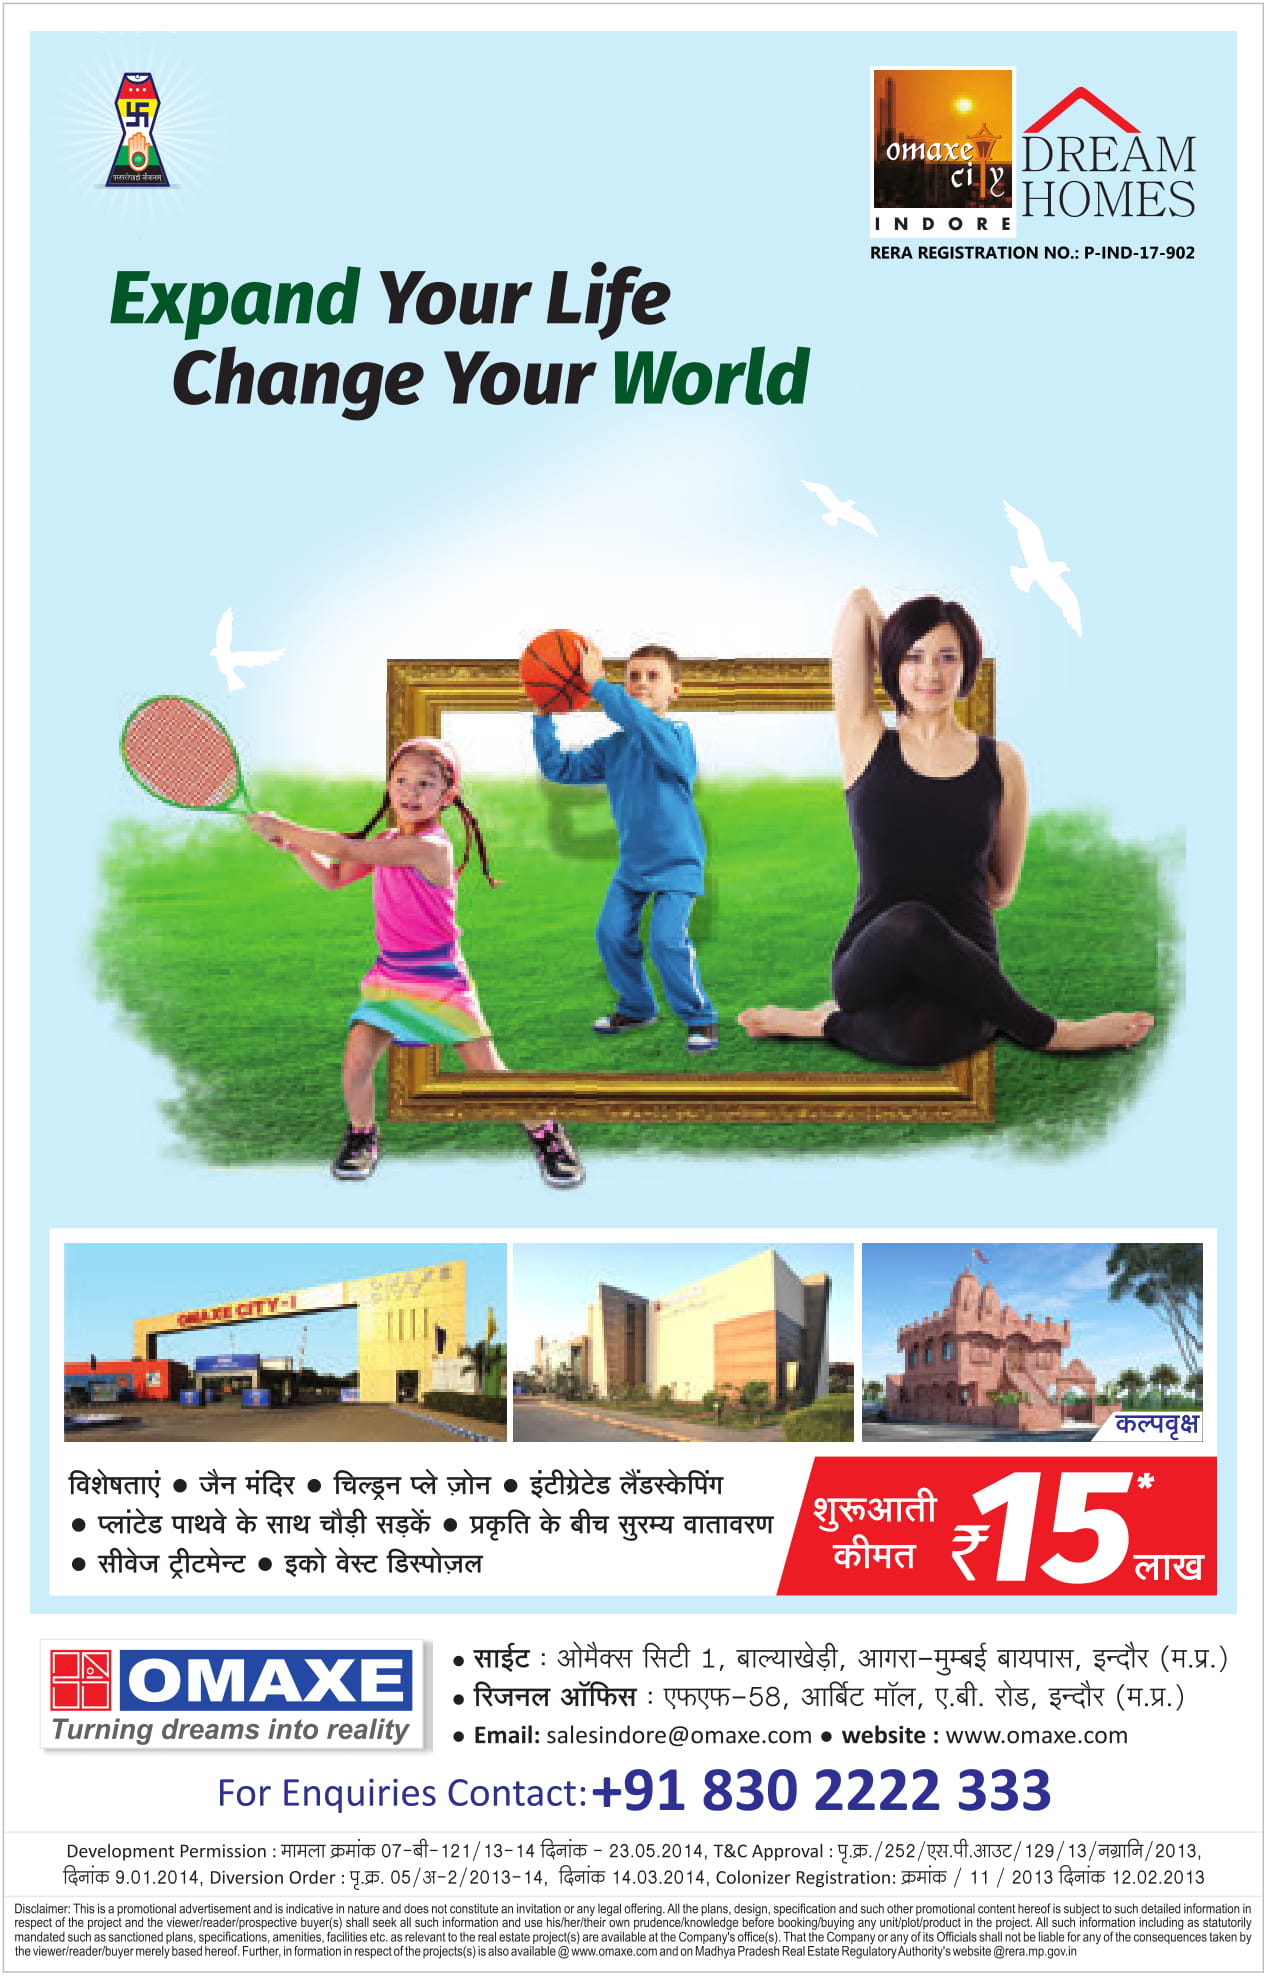 परस्परोपग्रहो जीवानाम्
omaxe
city
INDORE
DREAM
HOMES
RERA REGISTRATION NO.: P-IND-17-902
Expand Your Life
Change Your World
OMAXE CITY-1
OMAXE
CITY
कल्पवृक्ष
विशेषताएं ● जैन मंदिर ● चिल्ड्रन प्ले ज़ोन ● इंटीग्रेटेड लैंडस्केपिंग
● प्लांटेड पाथवे के साथ चौड़ी सड़कें ● प्रकृति के बीच सुरम्य वातावरण
● सीवेज ट्रीटमेन्ट ● इको वेस्ट डिस्पोज़ल
शुरूआती
कीमत
₹15* लाख
OMAXE
Turning dreams into reality
● साईट : ओमैक्स सिटी 1, बाल्याखेड़ी, आगरा-मुम्बई बायपास, इन्दौर (म.प्र.)
● रिजनल ऑफिस : एफएफ-58, आर्बिट मॉल, ए.बी. रोड, इन्दौर (म.प्र.)
● Email: salesindore@omaxe.com ● website : www.omaxe.com
For Enquiries Contact: +91 830 2222 333
Development Permission : मामला क्रमांक 07-बी-121/13-14 दिनांक - 23.05.2014, T&C Approval : पृ.क्र./252/एस.पी.आउट/129/13/नग्रानि/2013,
दिनांक 9.01.2014, Diversion Order : पृ.क्र. 05/अ-2/2013-14, दिनांक 14.03.2014, Colonizer Registration: क्रमांक / 11 / 2013 दिनांक 12.02.2013
Disclaimer: This is a promotional advertisement and is indicative in nature and does not constitute an invitation or any legal offering. All the plans, design, specification and such other promotional content hereof is subject to such detailed information in
respect of the project and the viewer/reader/prospective buyer(s) shall seek all such information and use his/her/their own prudence/knowledge before booking/buying any unit/plot/product in the project. All such information including as statutorily
mandated such as sanctioned plans, specifications, amenities, facilities etc. as relevant to the real estate project(s) are available at the Company's office(s). That the Company or any of its Officials shall not be liable for any of the consequences taken by
the viewer/reader/buyer merely based hereof. Further, in formation in respect of the projects(s) is also available @ www.omaxe.com and on Madhya Pradesh Real Estate Regulatory Authority's website @rera.mp.gov.in